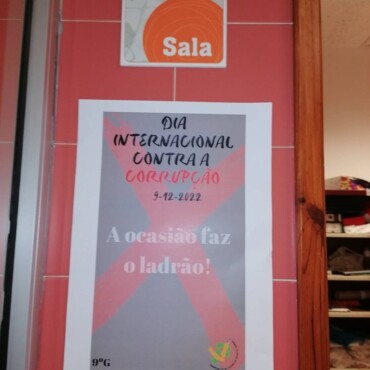 Sala
DIA
INTERNACIONAL
CONTRA A
CORRUPÇÃO
9-12-2022
A ocasião faz
o ladrão!
9ºG